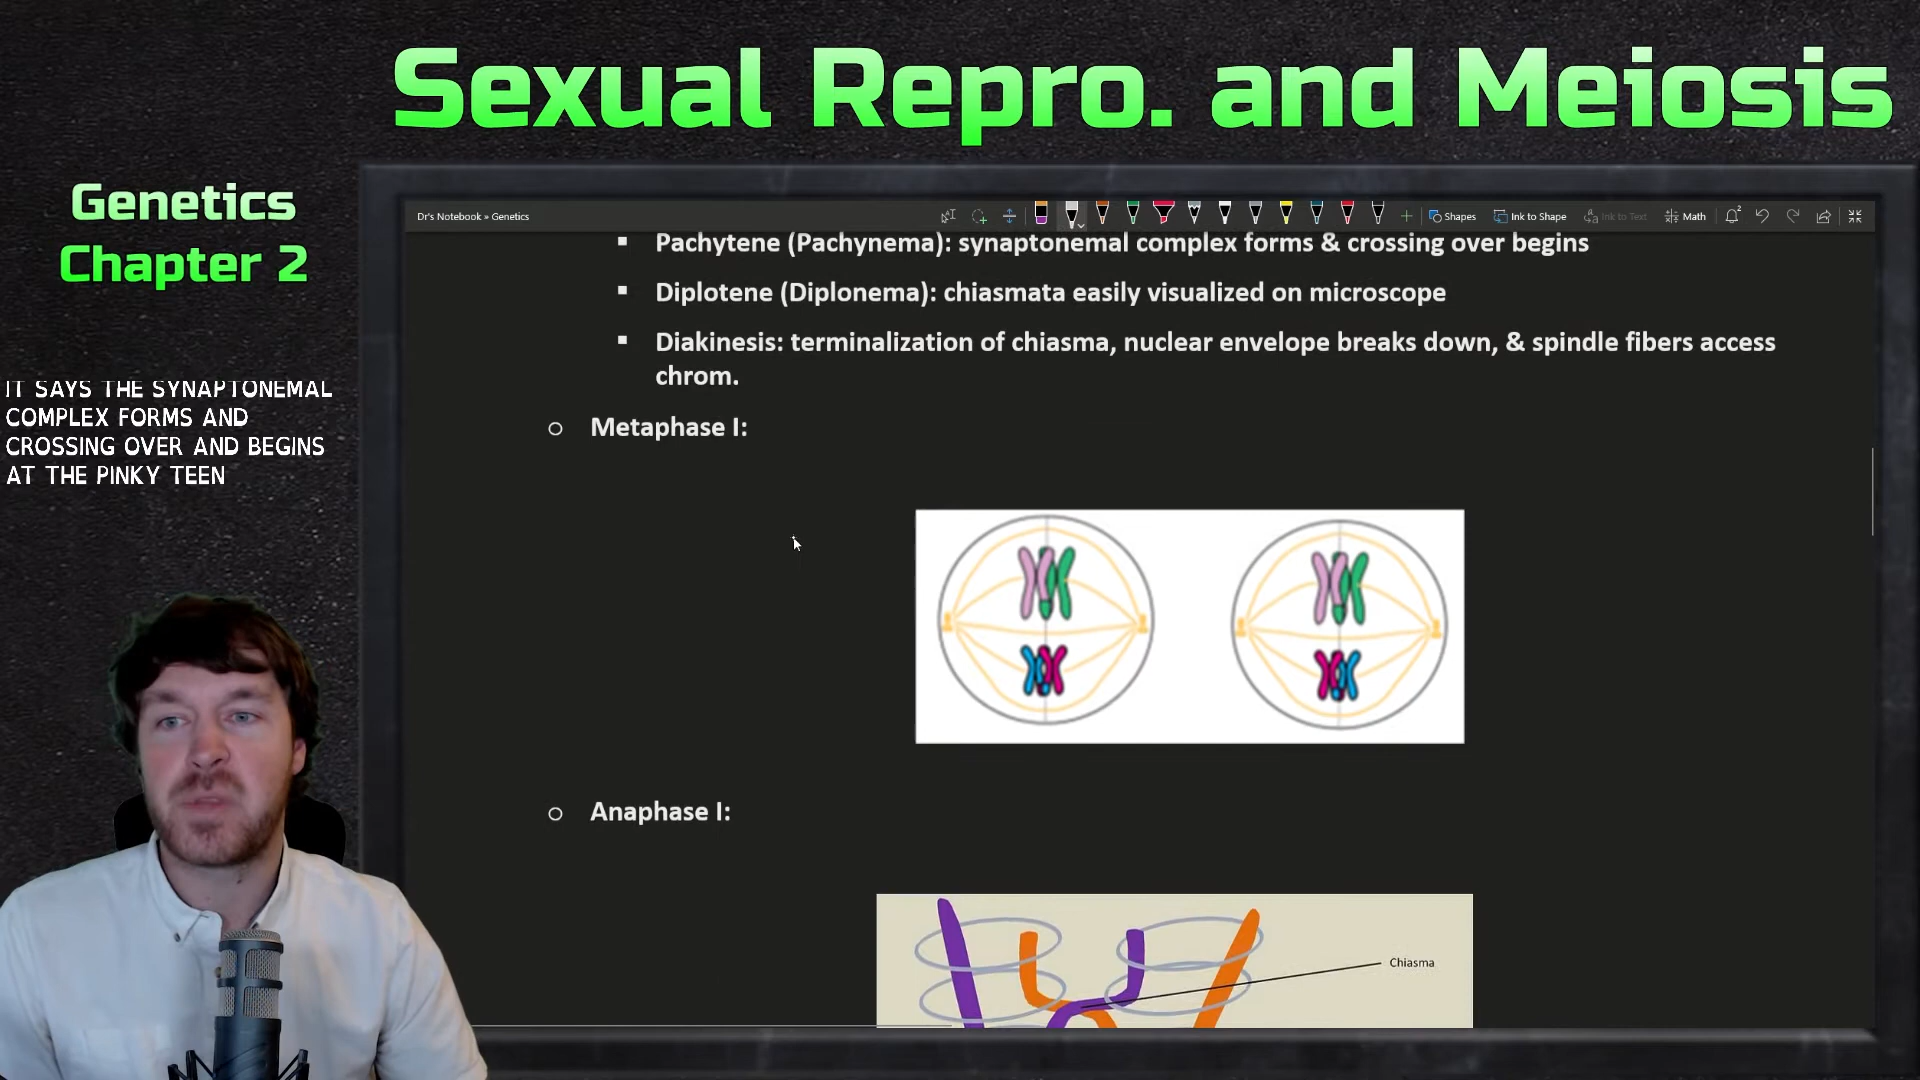 Sexual Repro. and Meiosis
Genetics
Chapter 2
IT SAYS THE SYNAPTONEMAL
COMPLEX FORMS AND
CROSSING OVER AND BEGINS
AT THE PINKY TEEN
Dr's Notebook » Genetics
Shapes
Ink to Shape
Ink to Text
Math
▪ Pachytene (Pachynema): synaptonemal complex forms & crossing over begins
▪ Diplotene (Diplonema): chiasmata easily visualized on microscope
▪ Diakinesis: terminalization of chiasma, nuclear envelope breaks down, & spindle fibers access
chrom.
o Metaphase I:
o Anaphase I:
Chiasma